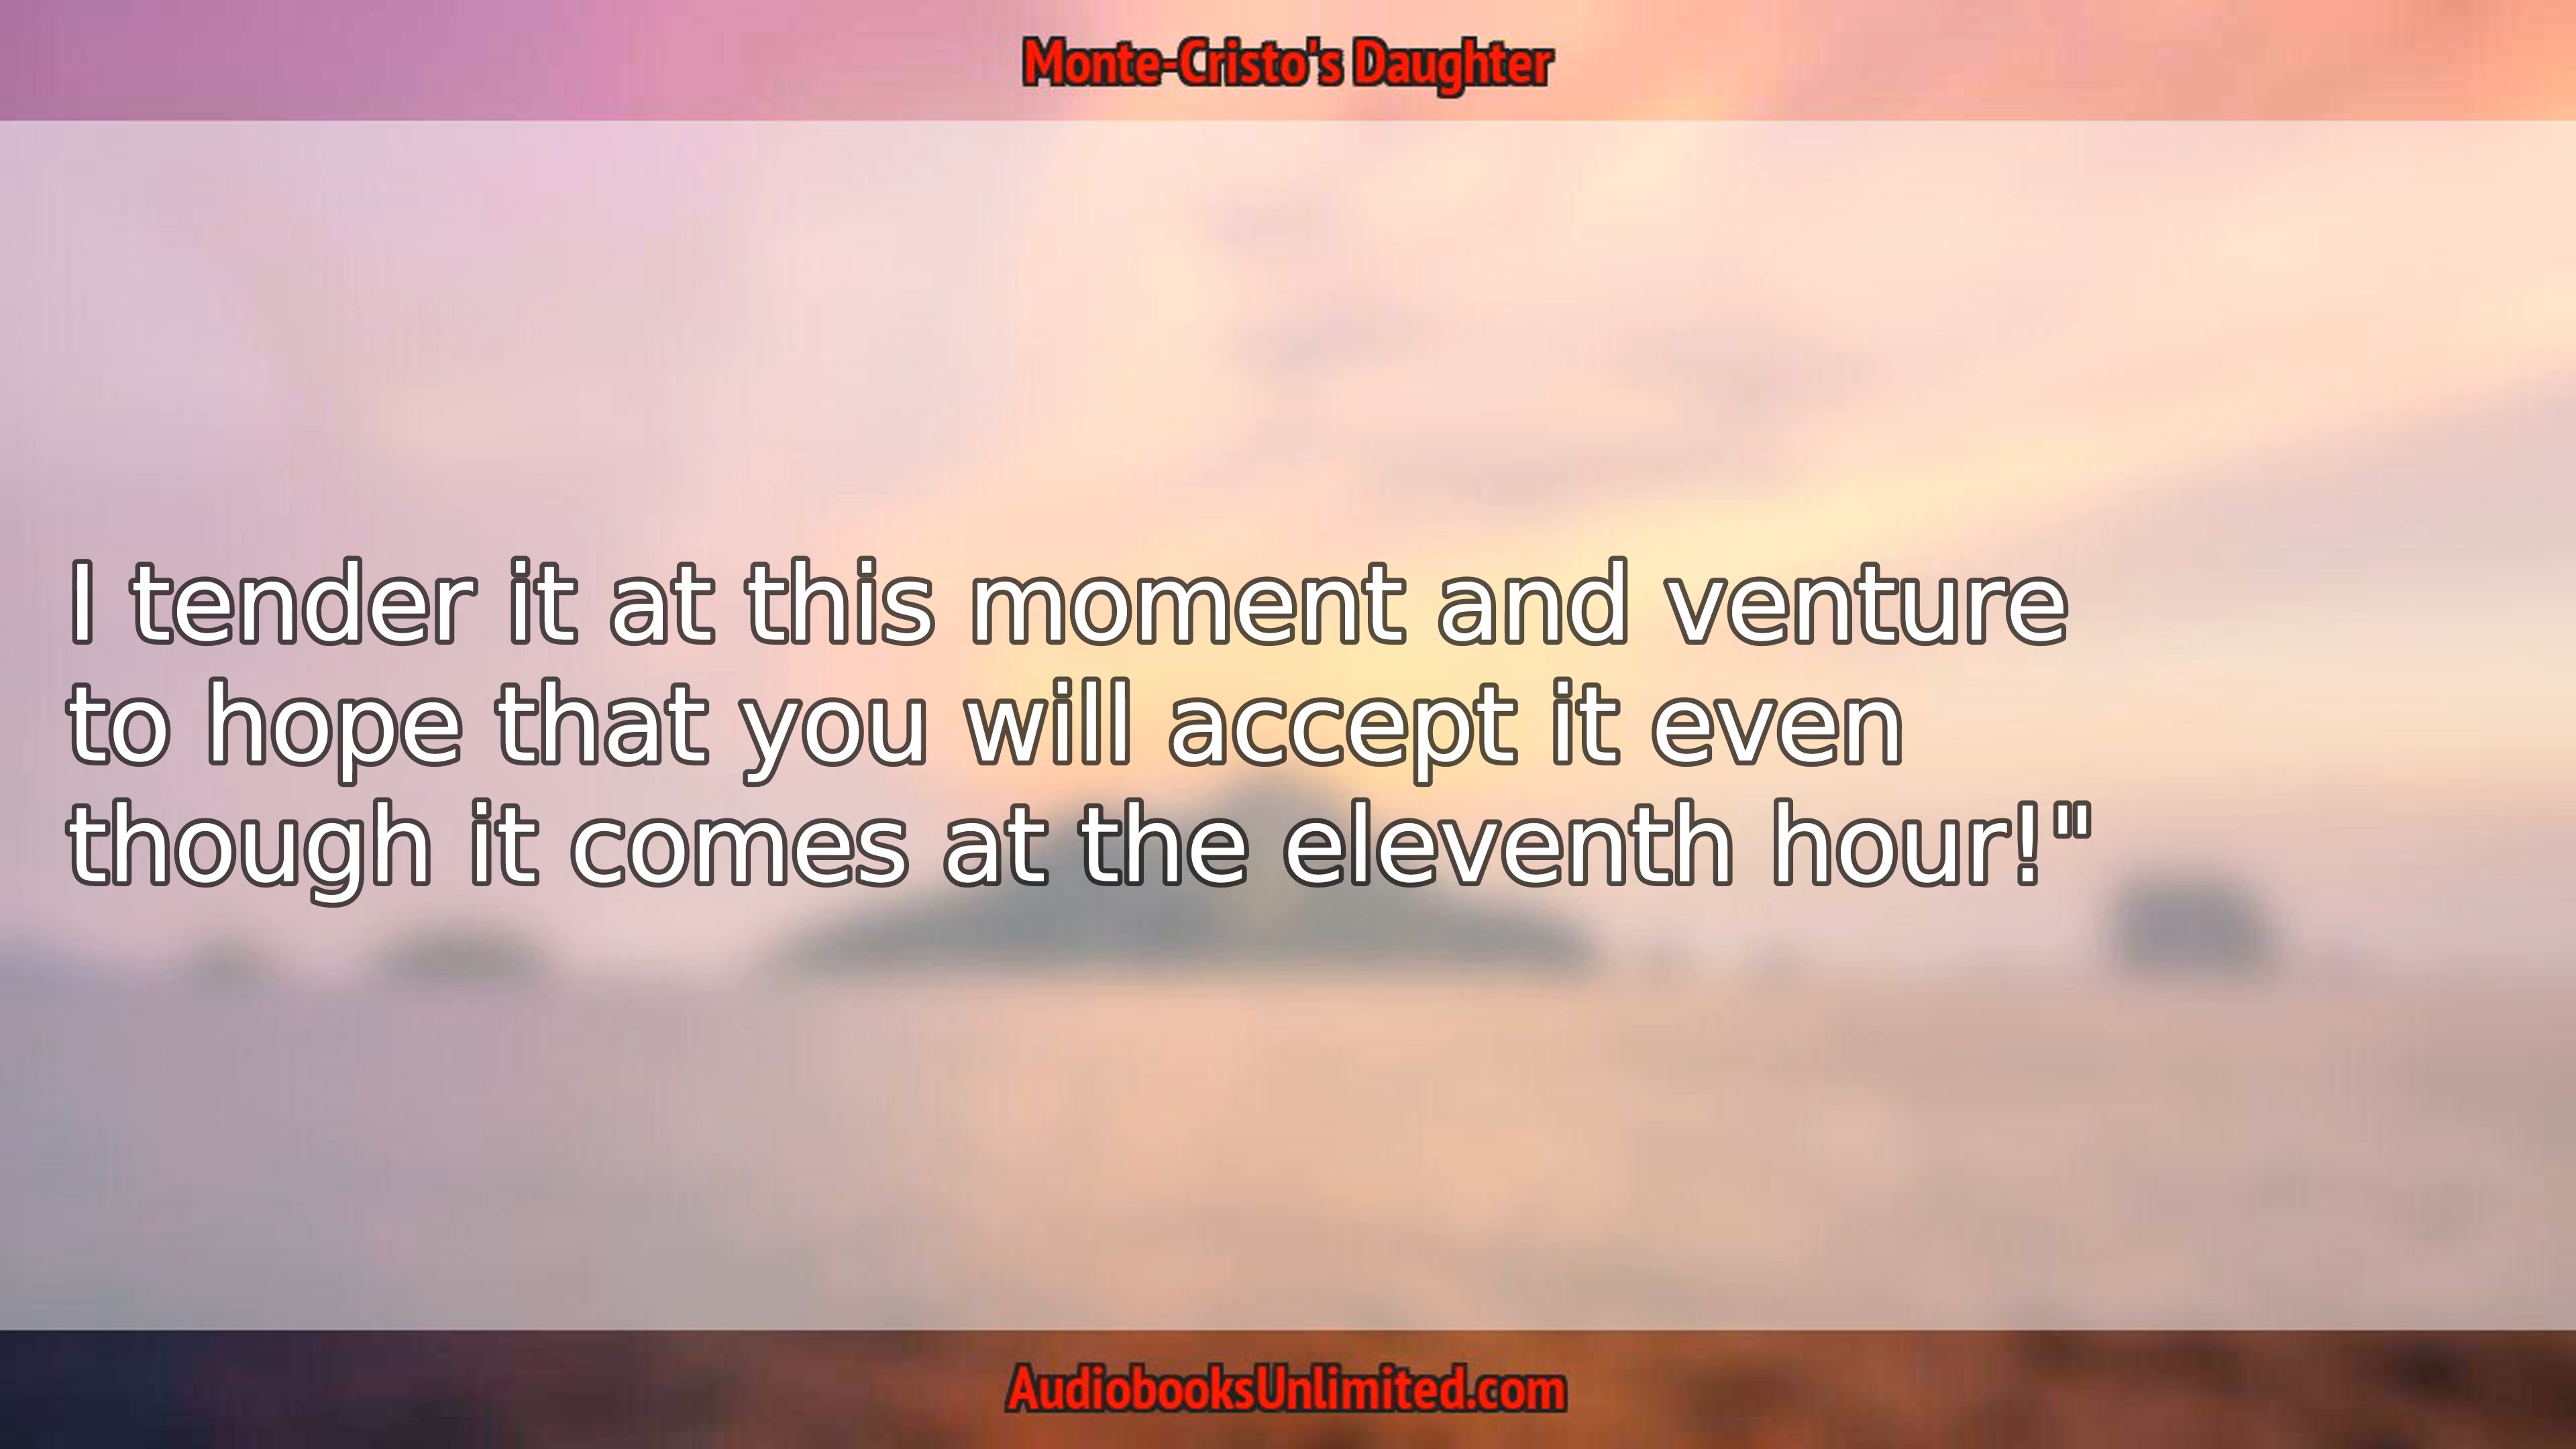 Monte-Cristo's Daughter
I tender it at this moment and venture
to hope that you will accept it even
though it comes at the eleventh hour!"
AudiobooksUnlimited.com